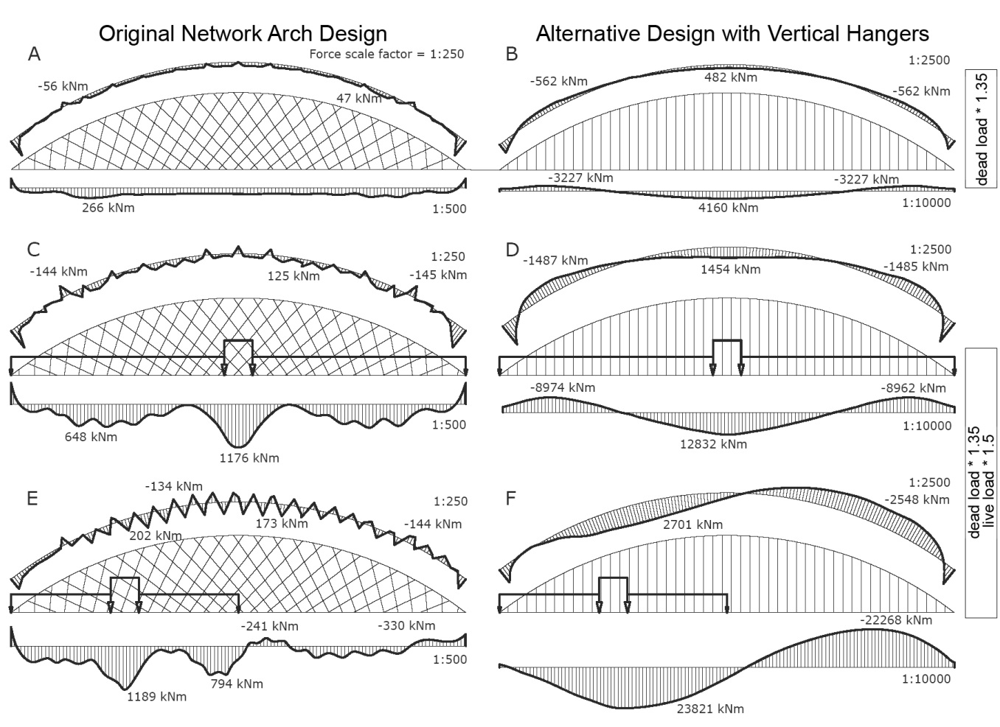 Original Network Arch Design
Alternative Design with Vertical Hangers
A
Force scale factor = 1:250
-56 kNm
47 kNm
266 kNm
1:500
B
1:2500
-562 kNm
482 kNm
-562 kNm
-3227 kNm
-3227 kNm
4160 kNm
1:10000
dead load * 1.35
C
1:250
-144 kNm
125 kNm
-145 kNm
648 kNm
1:500
1176 kNm
D
1:2500
-1487 kNm
1454 kNm
-1485 kNm
-8974 kNm
-8962 kNm
1:10000
12832 kNm
E
-134 kNm
1:250
202 kNm
173 kNm
-144 kNm
-241 kNm
-330 kNm
1:500
794 kNm
1189 kNm
F
1:2500
-2548 kNm
2701 kNm
-22268 kNm
1:10000
23821 kNm
dead load * 1.35
live load * 1.5